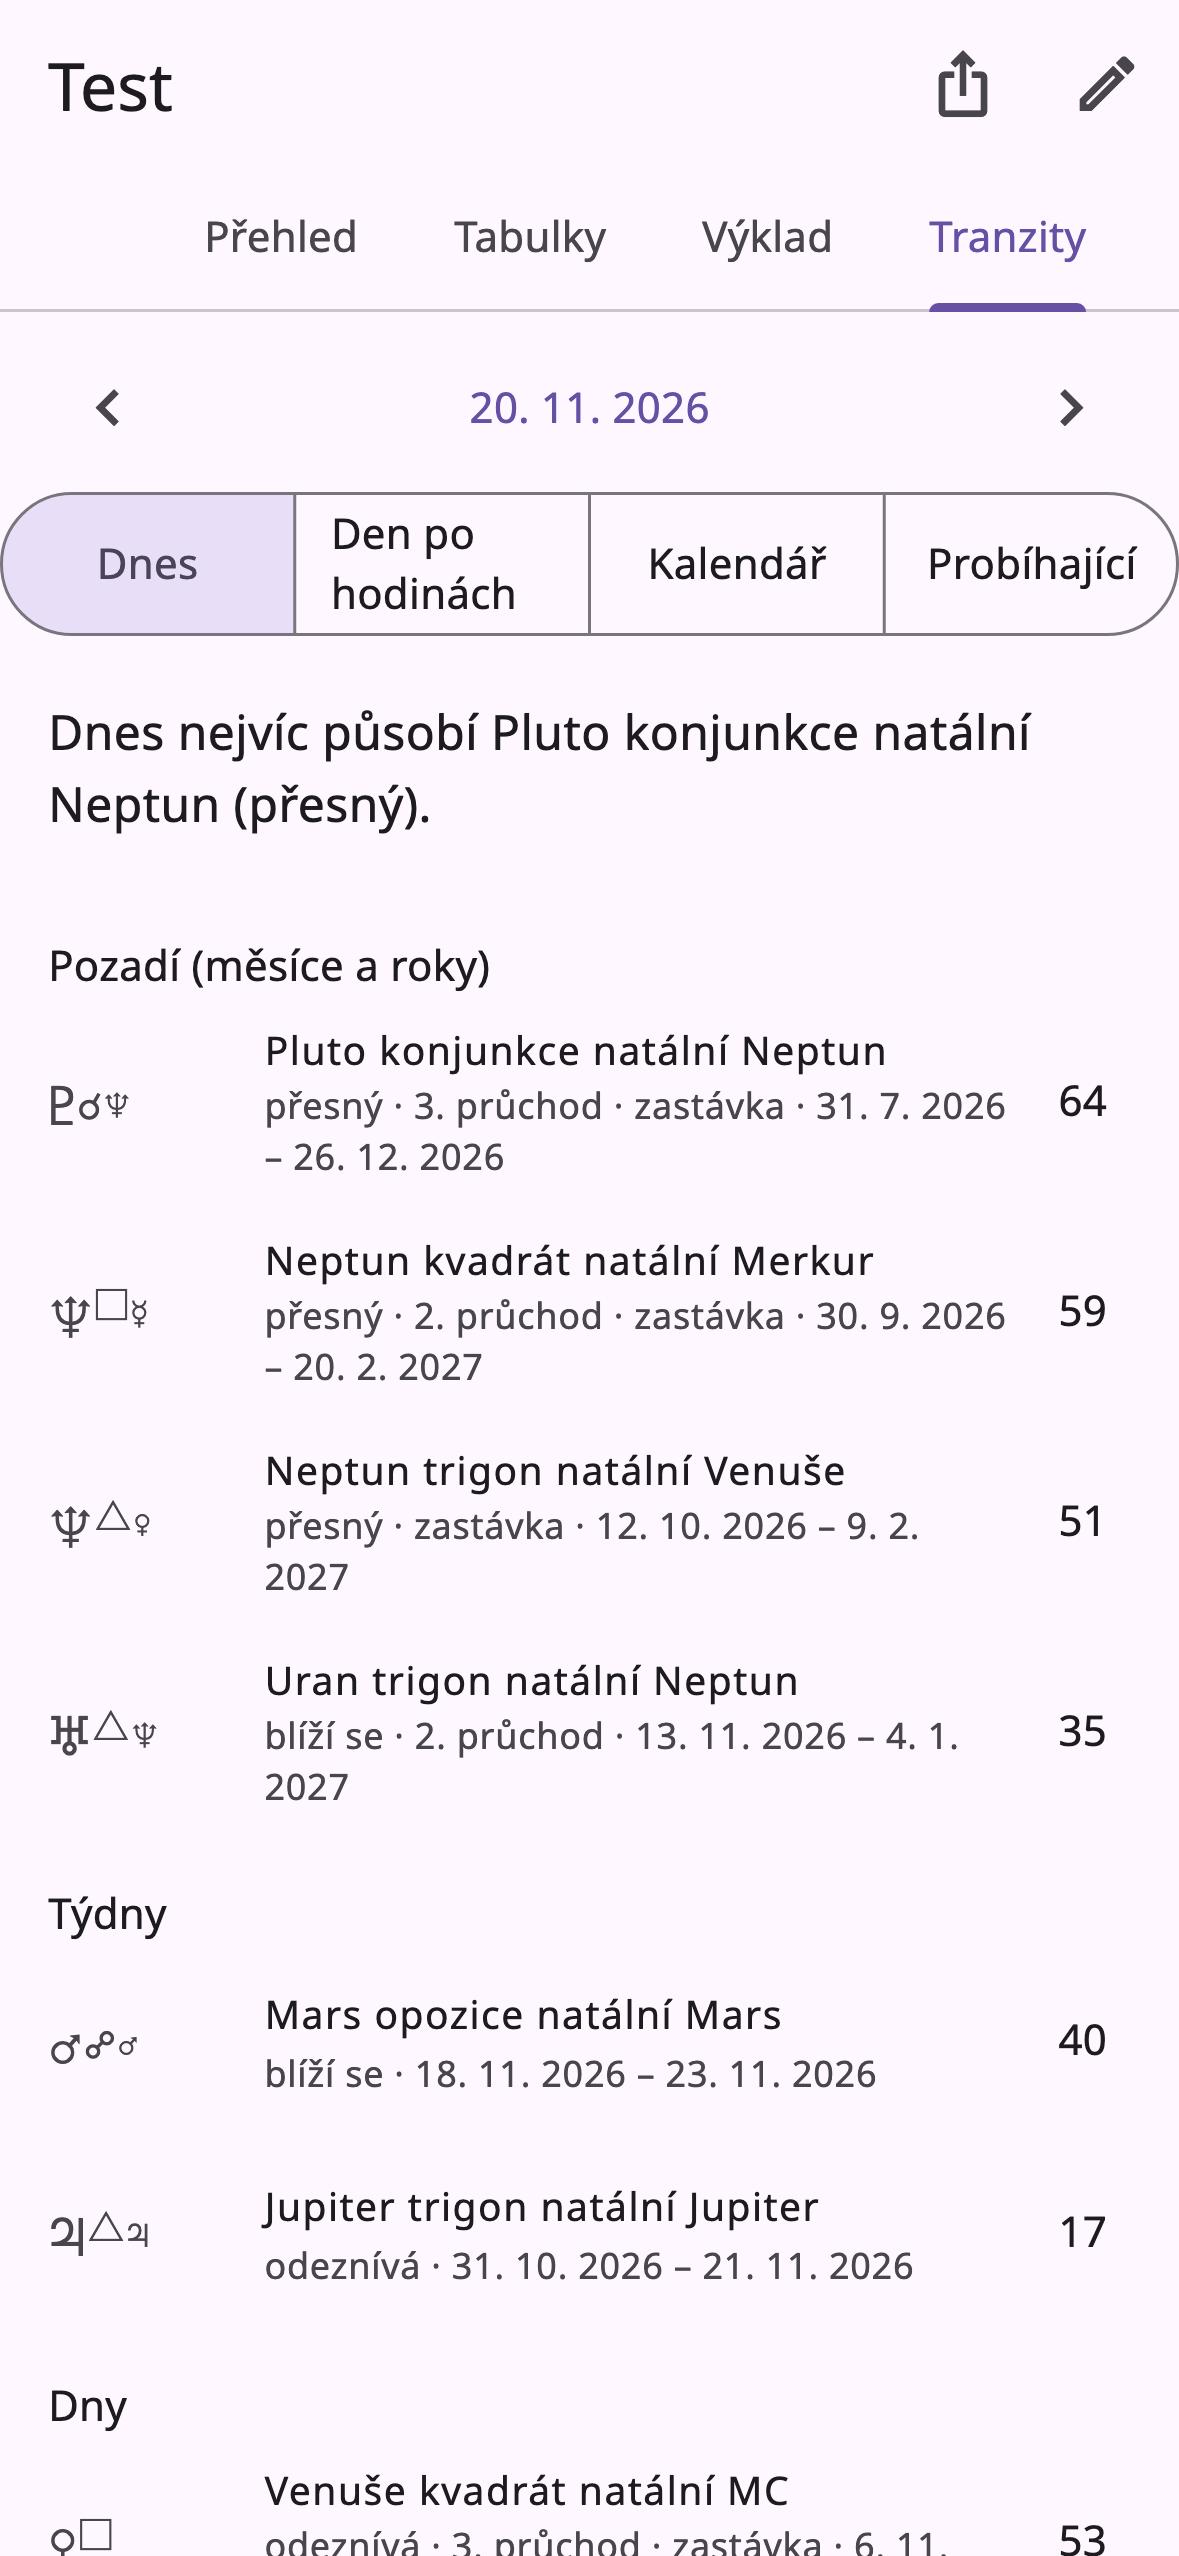 Test
Přehled Tabulky Výklad Tranzity
20. 11. 2026
Dnes
Den po
hodinách
Kalendář
Probíhající
Dnes nejvíc působí Pluto konjunkce natální
Neptun (přesný).
Pozadí (měsíce a roky)
Pluto konjunkce natální Neptun
♇☌♆ přesný · 3. průchod · zastávka · 31. 7. 2026 64
– 26. 12. 2026
Neptun kvadrát natální Merkur
♆□☿ přesný · 2. průchod · zastávka · 30. 9. 2026 59
– 20. 2. 2027
Neptun trigon natální Venuše
♆△♀ přesný · zastávka · 12. 10. 2026 – 9. 2. 51
2027
Uran trigon natální Neptun
♅△♆ blíží se · 2. průchod · 13. 11. 2026 – 4. 1. 35
2027
Týdny
Mars opozice natální Mars
♂☍♂ blíží se · 18. 11. 2026 – 23. 11. 2026 40
Jupiter trigon natální Jupiter
♃△♃ odeznívá · 31. 10. 2026 – 21. 11. 2026 17
Dny
Venuše kvadrát natální MC
♀□ odeznívá · 3. průchod · zastávka · 6. 11. 53